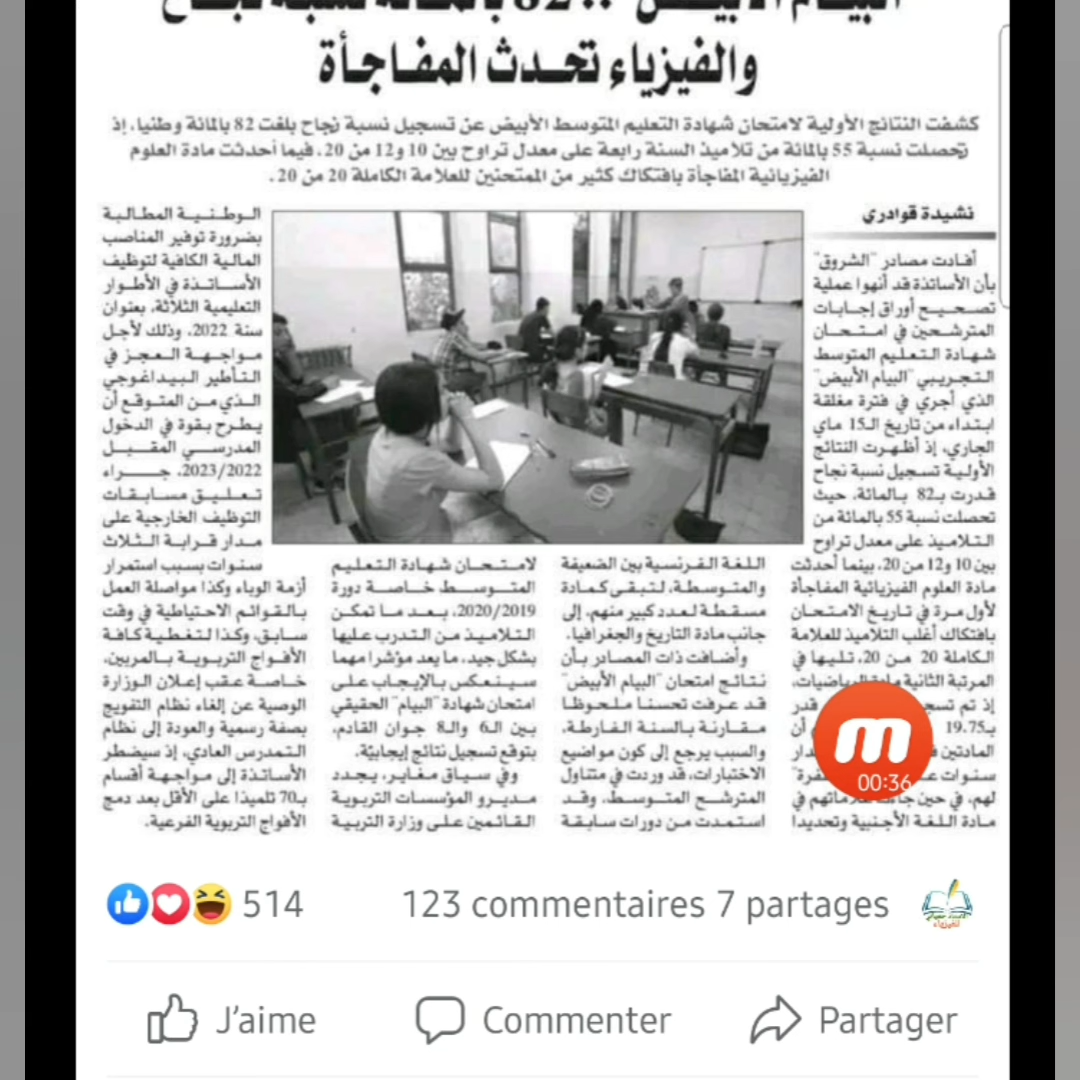 البيام الأبيض .. 82 بالمائة نسبة نجاح
والفيزياء تحدث المفاجأة
كشفت النتائج الأولية لامتحان شهادة التعليم المتوسط الأبيض عن تسجيل نسبة نجاح بلغت 82 بالمائة وطنيا، إذ
تحصلت نسبة 55 بالمائة من تلاميذ السنة رابعة على معدل تراوح بين 10 و12 من 20، فيما أحدثت مادة العلوم
الفيزيائية المفاجأة بافتكاك كثير من الممتحنين للعلامة الكاملة 20 من 20.
نشيدة قوادري
أفادت مصادر "الشروق"
بأن الأساتذة قد أنهوا عملية
تصحيح أوراق إجابات
المترشحين في امتحان
شهادة التعليم المتوسط
التجريبي "البيام الأبيض"
الذي أجري في فترة مغلقة
ابتداء من تاريخ الـ15 ماي
الجاري، إذ أظهرت النتائج
الأولية تسجيل نسبة نجاح
قدرت بـ82 بالمائة، حيث
تحصلت نسبة 55 بالمائة من
التلاميذ على معدل تراوح
بين 10 و12 من 20، بينما أحدثت
مادة العلوم الفيزيائية المفاجأة
لأول مرة في تاريخ الامتحان
بافتكاك أغلب التلاميذ للعلامة
الكاملة 20 من 20، تليها في
المرتبة الثانية مادة الرياضيات،
إذ تم قدر
بـ19.75 أن
المادتين
سنوات
لهم، في حين في
مادة اللغة الأجنبية وتحديدا
اللغة الفرنسية بين الضعيفة
والمتوسطة، لتبقى كمادة
مسقطة لعدد كبير منهم، إلى
جانب مادة التاريخ والجغرافيا.
وأضافت ذات المصادر بأن
نتائج امتحان "البيام الأبيض"
قد عرفت تحسنا ملحوظا
مقارنة بالسنة الفارطة،
والسبب يرجع إلى كون مواضيع
الاختبارات، قد وردت في متناول
المترشح المتوسط، وقد
استمدت من دورات سابقة
لامتحان شهادة التعليم
المتوسط خاصة دورة
2020/2019، بعد ما تمكن
التلاميذ من التدرب عليها
بشكل جيد، ما يعد مؤشرا مهما
سينعكس بالإيجاب على
امتحان شهادة "البيام" الحقيقي
بين الـ6 والـ8 جوان القادم،
بتوقع تسجيل نتائج إيجابية.
وفي سياق مغاير، يجدد
مديرو المؤسسات التربوية
القائمين على وزارة التربية
الوطنية المطالبة
بضرورة توفير المناصب
المالية الكافية لتوظيف
الأساتذة في الأطوار
التعليمية الثلاثة، بعنوان
سنة 2022، وذلك لأجل
مواجهة العجز في
التأطير البيداغوجي
الذي من المتوقع أن
يطرح بقوة في الدخول
المدرسي المقبل
2023/2022، جراء
تعليق مسابقات
التوظيف الخارجية على
مدار قرابة الثلاث
سنوات بسبب استمرار
أزمة الوباء وكذا مواصلة العمل
بالقوائم الاحتياطية في وقت
سابق، وكذا لتغطية كافة
الأفواج التربوية بالمربين،
خاصة عقب إعلان الوزارة
الوصية عن إلغاء نظام التفويج
بصفة رسمية والعودة إلى نظام
التمدرس العادي، إذ سيضطر
الأساتذة إلى مواجهة أقسام
بـ70 تلميذا على الأقل بعد دمج
الأفواج التربوية الفرعية.
m
00:36
514
123 commentaires 7 partages
J'aime
Commenter
Partager